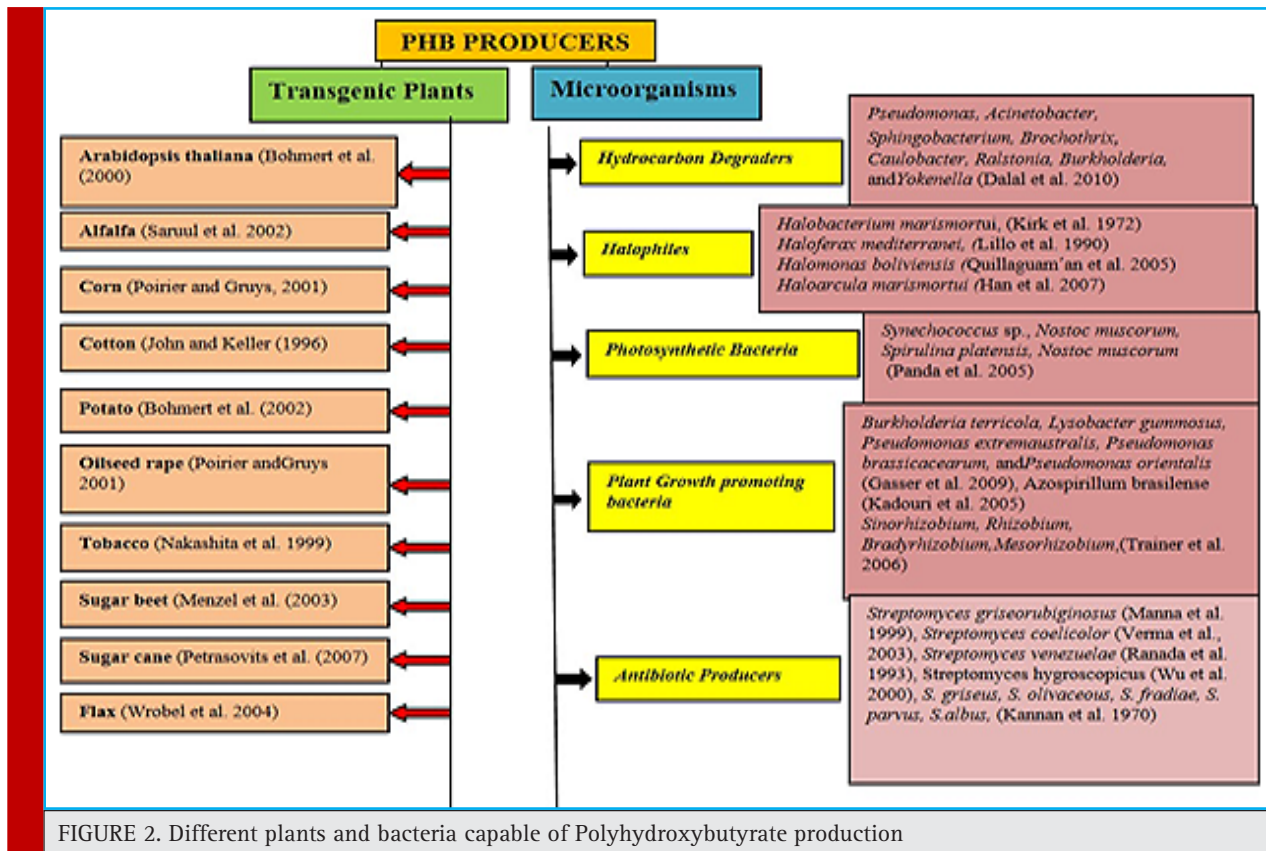 PHB PRODUCERS
Transgenic Plants
Arabidopsis thaliana (Bohmert et al.
(2000)
Alfalfa (Saruul et al. 2002)
Corn (Poirier and Gruys, 2001)
Cotton (John and Keller (1996)
Potato (Bohmert et al. (2002)
Oilseed rape (Poirier andGruys
2001)
Tobacco (Nakashita et al. 1999)
Sugar beet (Menzel et al. (2003)
Sugar cane (Petrasovits et al. (2007)
Flax (Wrobel et al. 2004)
Microorganisms
Hydrocarbon Degraders
Pseudomonas, Acinetobacter,
Sphingobacterium, Brochothrix,
Caulobacter, Ralstonia, Burkholderia,
andYokenella (Dalal et al. 2010)
Halophiles
Halobacterium marismortui, (Kirk et al. 1972)
Haloferax mediterranei, (Lillo et al. 1990)
Halomonas boliviensis (Quillaguam'an et al. 2005)
Haloarcula marismortui (Han et al. 2007)
Photosynthetic Bacteria
Synechococcus sp., Nostoc muscorum,
Spirulina platensis, Nostoc muscorum
(Panda et al. 2005)
Plant Growth promoting
bacteria
Burkholderia terricola, Lysobacter gummosus,
Pseudomonas extremaustralis, Pseudomonas
brassicacearum, andPseudomonas orientalis
(Gasser et al. 2009), Azospirillum brasilense
(Kadouri et al. 2005)
Sinorhizobium, Rhizobium,
Bradyrhizobium,Mesorhizobium,(Trainer et al.
2006)
Antibiotic Producers
Streptomyces griseorubiginosus (Manna et al.
1999), Streptomyces coelicolor (Verma et al.,
2003), Streptomyces venezuelae (Ranada et al.
1993), Streptomyces hygroscopicus (Wu et al.
2000), S. griseus, S. olivaceous, S. fradiae, S.
parvus, S.albus, (Kannan et al. 1970)
FIGURE 2. Different plants and bacteria capable of Polyhydroxybutyrate production